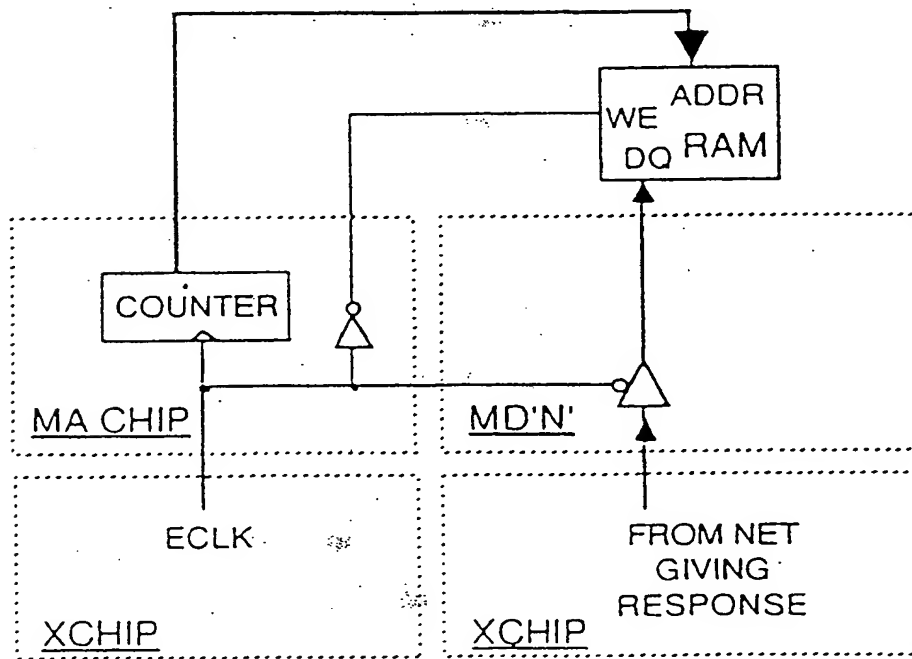 ADDR
WE
RAM
DQ
COUNTER
MA CHIP
MD'N'
ECLK
FROM NET
GIVING
RESPONSE
XCHIP
XCHIP